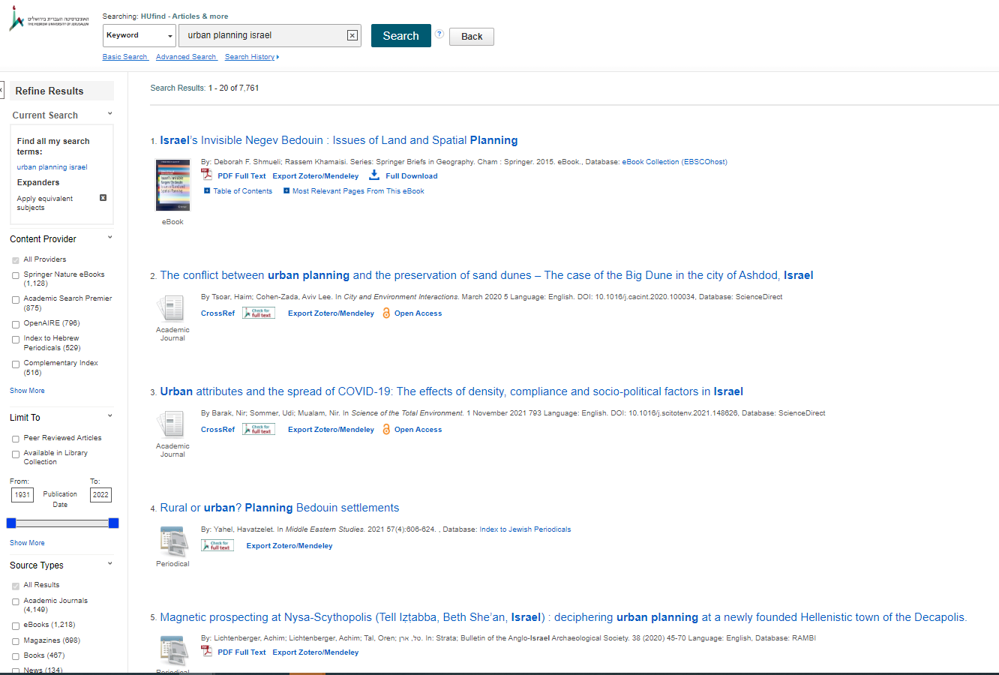 האוניברסיטה העברית בירושלים
THE HEBREW UNIVERSITY OF JERUSALEM
Searching: HUfind - Articles & more
Keyword
urban planning israel
Search
?
Back
Basic Search
Advanced Search
Search History
Refine Results
Search Results: 1 - 20 of 7,761
Current Search
Find all my search
terms:
urban planning israel
Expanders
Apply equivalent
subjects
Content Provider
All Providers
Springer Nature eBooks
(1,128)
Academic Search Premier
(875)
OpenAIRE (796)
Index to Hebrew
Periodicals (529)
Complementary Index
(516)
Show More
Limit To
Peer Reviewed Articles
Available in Library
Collection
From:
To:
1931
Publication
Date
2022
Show More
Source Types
All Results
Academic Journals
(4,149)
eBooks (1,218)
Magazines (698)
Books (467)
News (134)
1. Israel's Invisible Negev Bedouin : Issues of Land and Spatial Planning
By: Deborah F. Shmueli; Rassem Khamaisi. Series: Springer Briefs in Geography. Cham : Springer. 2015. eBook., Database: eBook Collection (EBSCOhost)
PDF Full Text Export Zotero/Mendeley Full Download
Table of Contents Most Relevant Pages From This eBook
eBook
2. The conflict between urban planning and the preservation of sand dunes – The case of the Big Dune in the city of Ashdod, Israel
By Tsoar, Haim; Cohen-Zada, Aviv Lee. In City and Environment Interactions. March 2020 5 Language: English. DOI: 10.1016/j.cacint.2020.100034, Database: ScienceDirect
CrossRef Check for full text Export Zotero/Mendeley Open Access
Academic
Journal
3. Urban attributes and the spread of COVID-19: The effects of density, compliance and socio-political factors in Israel
By Barak, Nir; Sommer, Udi; Mualam, Nir. In Science of the Total Environment. 1 November 2021 793 Language: English. DOI: 10.1016/j.scitotenv.2021.148626, Database: ScienceDirect
CrossRef Check for full text Export Zotero/Mendeley Open Access
Academic
Journal
4. Rural or urban? Planning Bedouin settlements
By: Yahel, Havatzelet. In Middle Eastern Studies. 2021 57(4):606-624. , Database: Index to Jewish Periodicals
Check for full text Export Zotero/Mendeley
Periodical
5. Magnetic prospecting at Nysa-Scythopolis (Tell Iẓṭabba, Beth She'an, Israel) : deciphering urban planning at a newly founded Hellenistic town of the Decapolis.
By: Lichtenberger, Achim; Lichtenberger, Achim; Tal, Oren; טל, ארן. In: Strata; Bulletin of the Anglo-Israel Archaeological Society. 38 (2020) 45-70 Language: English, Database: RAMBI
PDF Full Text Export Zotero/Mendeley
Periodical